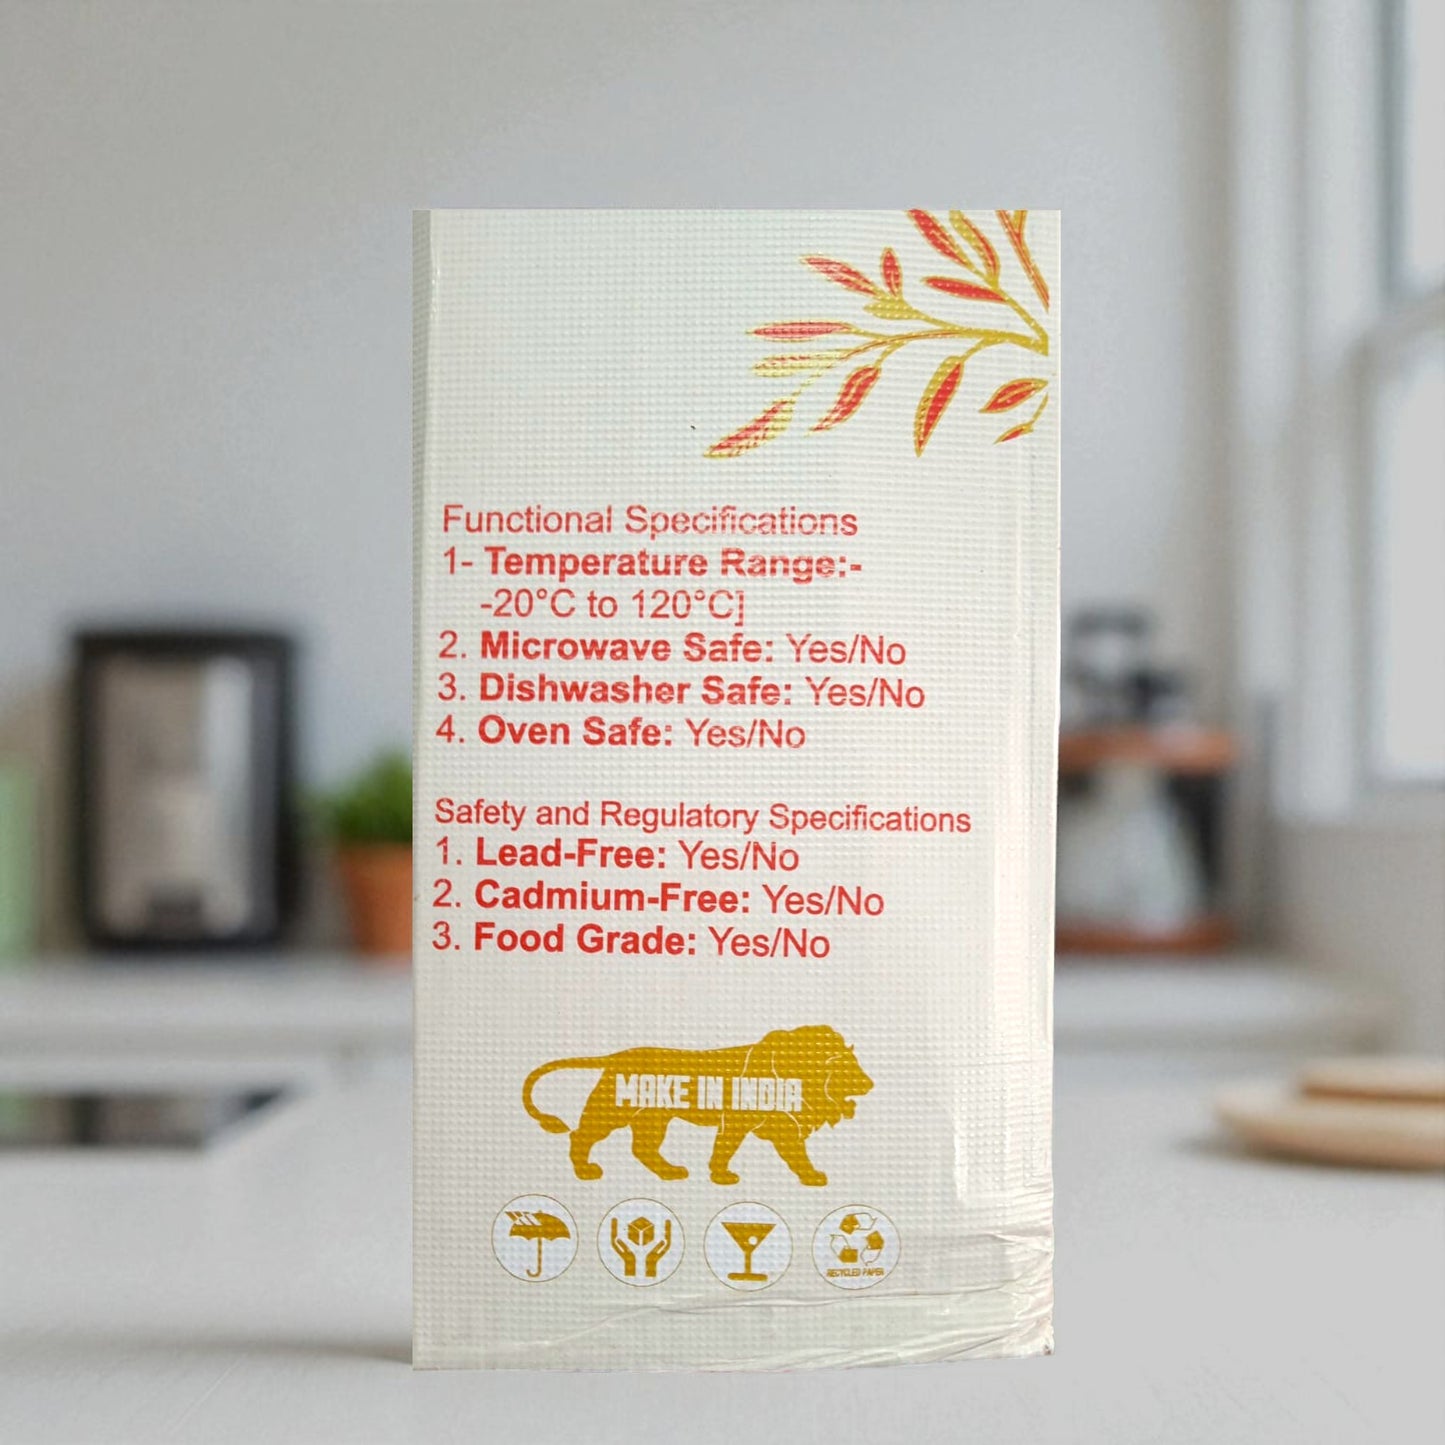 Functional Specifications
1- Temperature Range:-
-20°C to 120°C]
2. Microwave Safe: Yes/No
3. Dishwasher Safe: Yes/No
4. Oven Safe: Yes/No
Safety and Regulatory Specifications
1. Lead-Free: Yes/No
2. Cadmium-Free: Yes/No
3. Food Grade: Yes/No
MAKE IN INDIA
RECYCLED PAPER